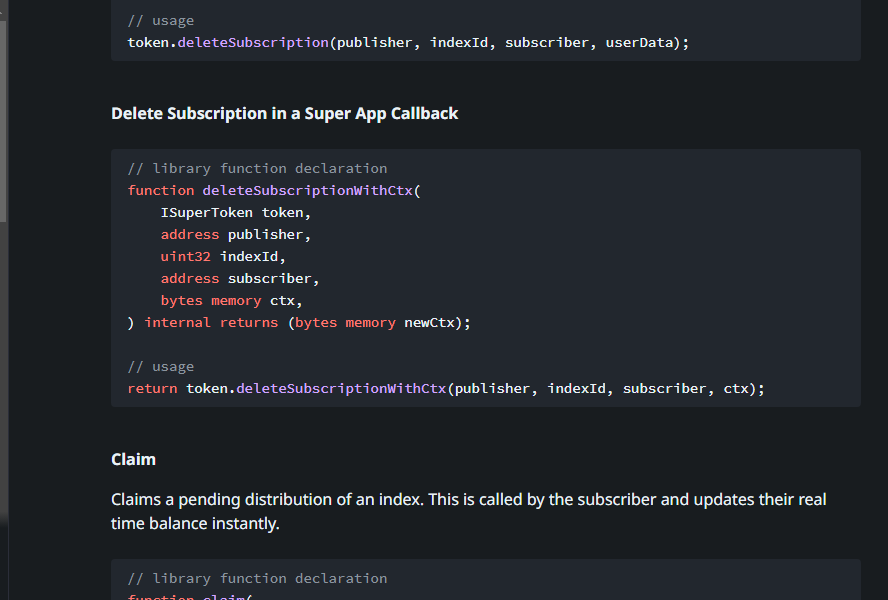 // usage
token.deleteSubscription(publisher, indexId, subscriber, userData);
Delete Subscription in a Super App Callback
// library function declaration
function deleteSubscriptionWithCtx(
    ISuperToken token,
    address publisher,
    uint32 indexId,
    address subscriber,
    bytes memory ctx,
) internal returns (bytes memory newCtx);
// usage
return token.deleteSubscriptionWithCtx(publisher, indexId, subscriber, ctx);
Claim
Claims a pending distribution of an index. This is called by the subscriber and updates their real
time balance instantly.
// library function declaration
function claim(